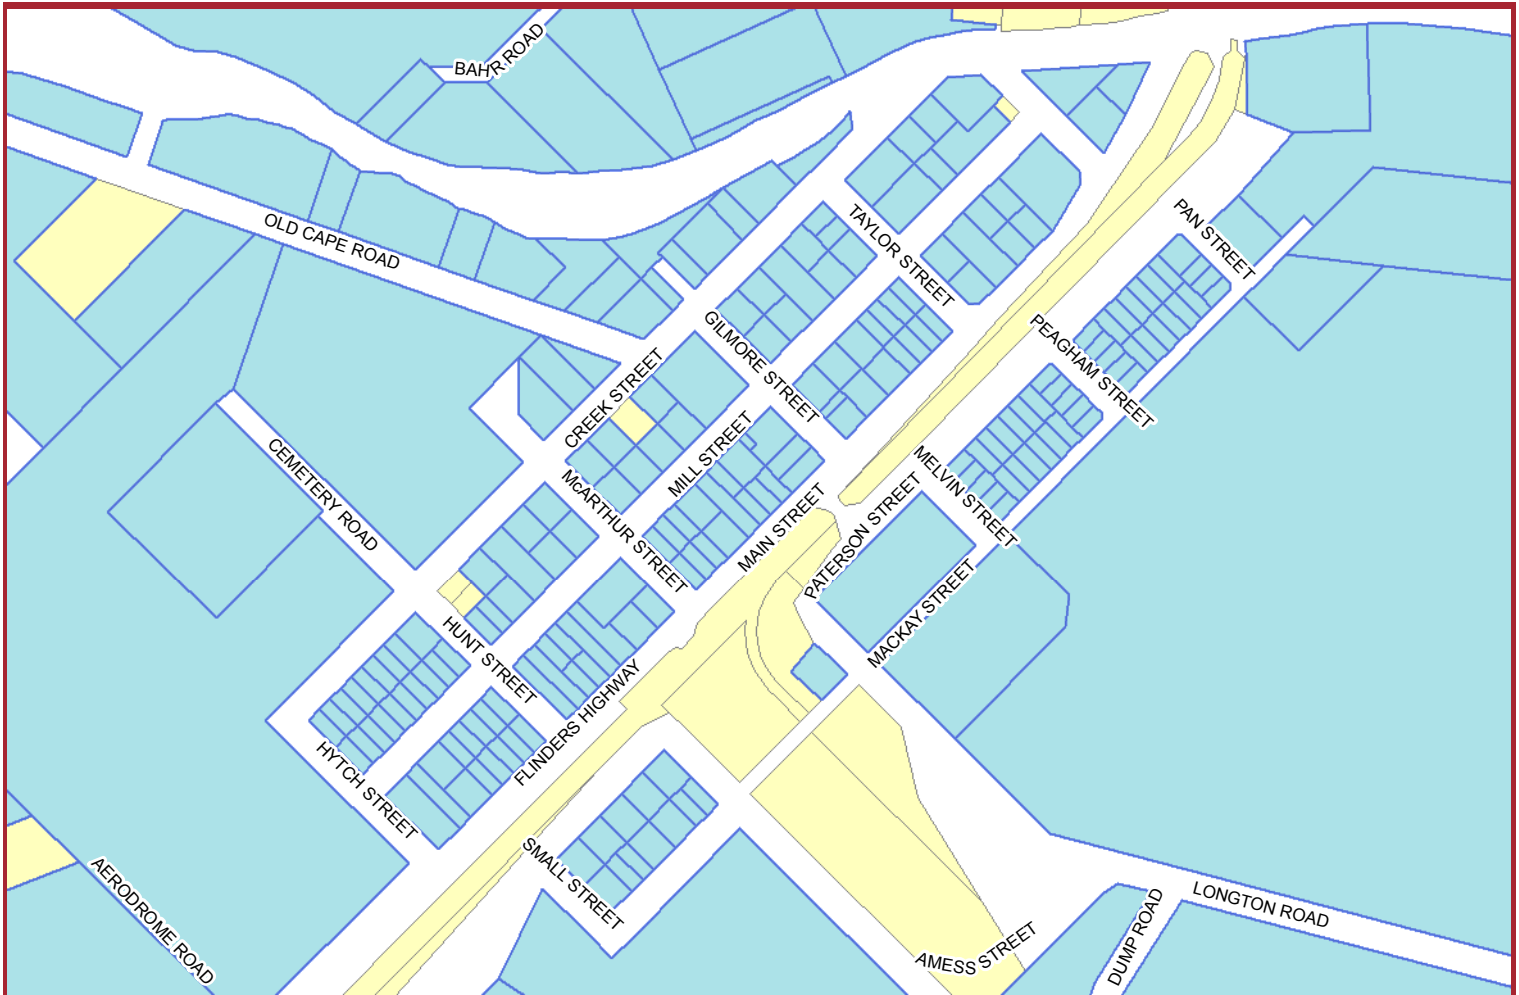 BAHR ROAD
OLD CAPE ROAD
TAYLOR STREET
PAN STREET
GILMORE STREET
PEAGHAM STREET
CREEK STREET
MILL STREET
CEMETERY ROAD
McARTHUR STREET
MELVIN STREET
MAIN STREET
PATERSON STREET
MACKAY STREET
HUNT STREET
FLINDERS HIGHWAY
HYTCH STREET
SMALL STREET
AERODROME ROAD
AMESS STREET
DUMP ROAD
LONGTON ROAD